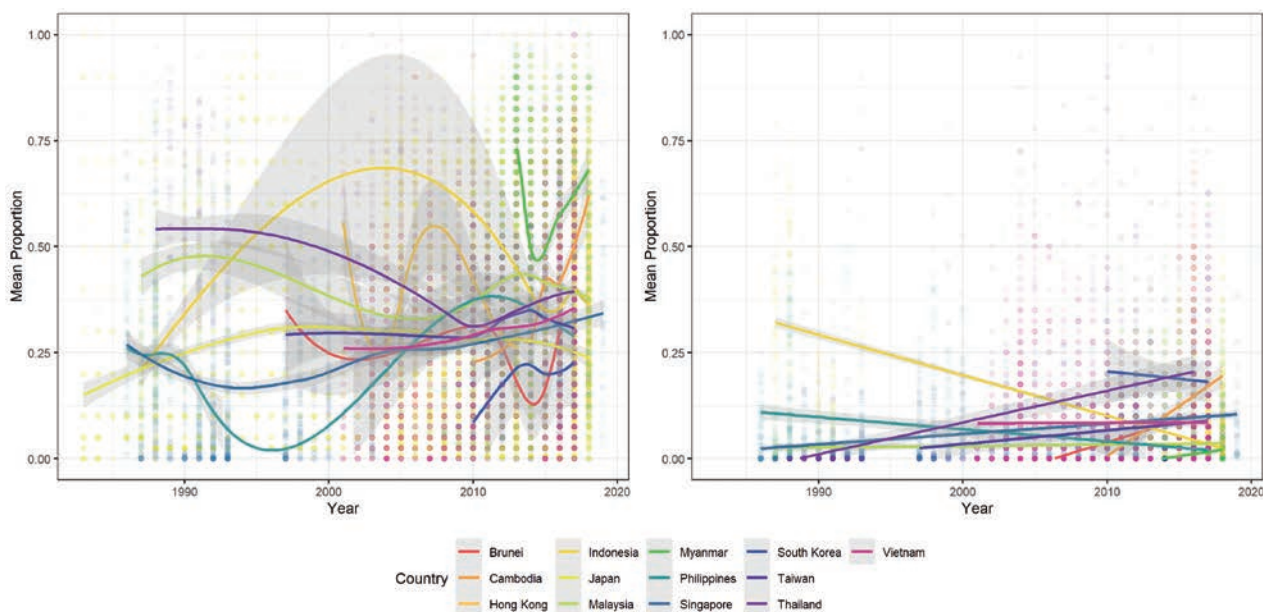 1.00
0.75
0.50
0.25
0.00
Mean Proportion
1990
2000
2010
2020
Year
1.00
0.75
0.50
0.25
0.00
Mean Proportion
1990
2000
2010
2020
Year
Country
Brunei
Indonesia
Myanmar
South Korea
Vietnam
Cambodia
Japan
Philippines
Taiwan
Hong Kong
Malaysia
Singapore
Thailand